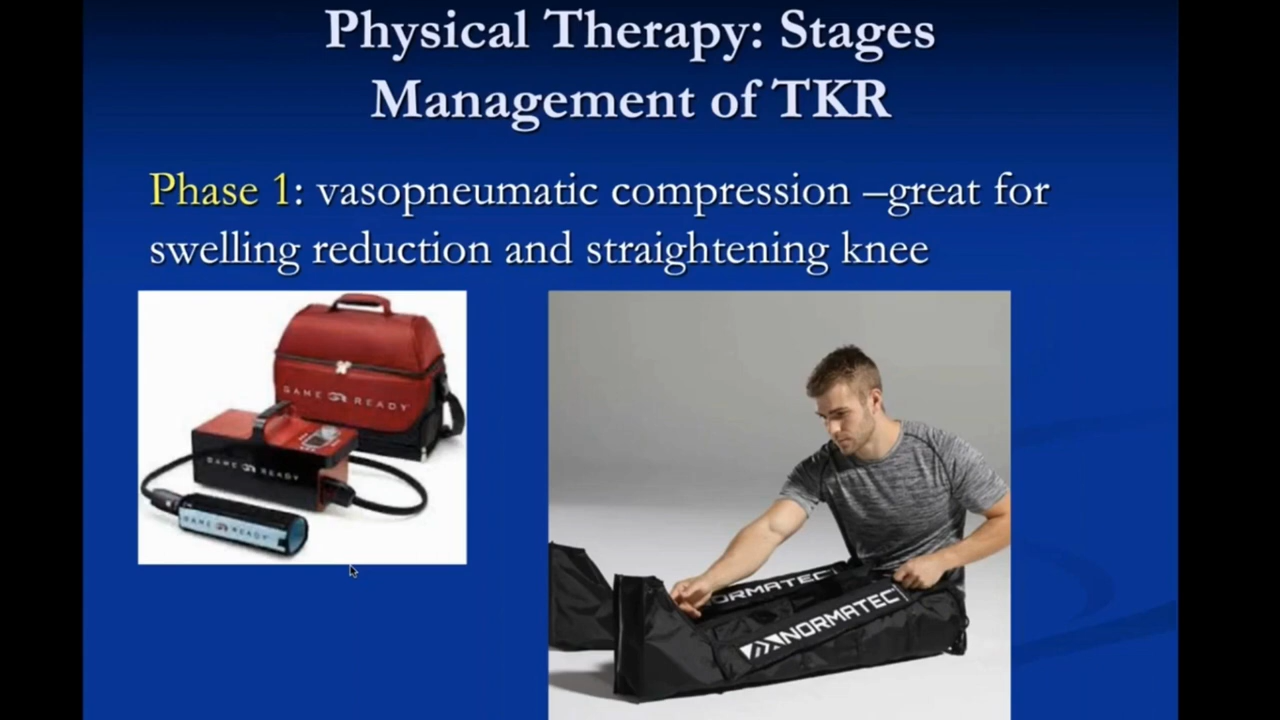 Physical Therapy: Stages
Management of TKR
Phase 1: vasopneumatic compression –great for
swelling reduction and straightening knee
GAME READY
GAME READY
GAME READY
ORMATEC
NORMATEC